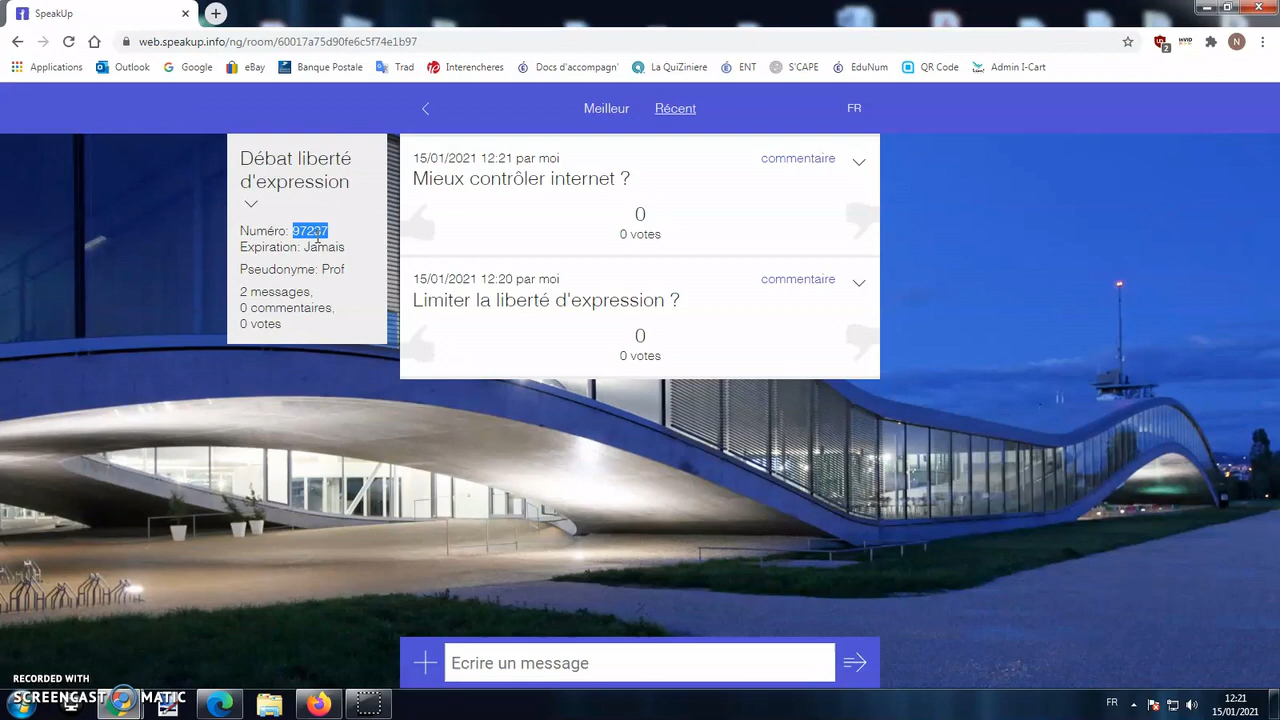 SpeakUp
web.speakup.info/ng/room/60017a75d90fe6c5f74e1b97
Applications
Outlook
Google
eBay
Banque Postale
Trad
Interencheres
Docs d'accompagn'
La QuiZiniere
ENT
S'CAPE
EduNum
QR Code
Admin I-Cart
Meilleur
Récent
FR
Débat liberté
d'expression
Numéro:
Expiration: Jamais
Pseudonyme: Prof
2 messages,
0 commentaires,
0 votes
15/01/2021 12:21 par moi
commentaire
Mieux contrôler internet ?
0
0 votes
15/01/2021 12:20 par moi
commentaire
Limiter la liberté d'expression ?
0
0 votes
Ecrire un message
RECORDED WITH
SCREENCAST MATIC
FR
12:21
15/01/2021